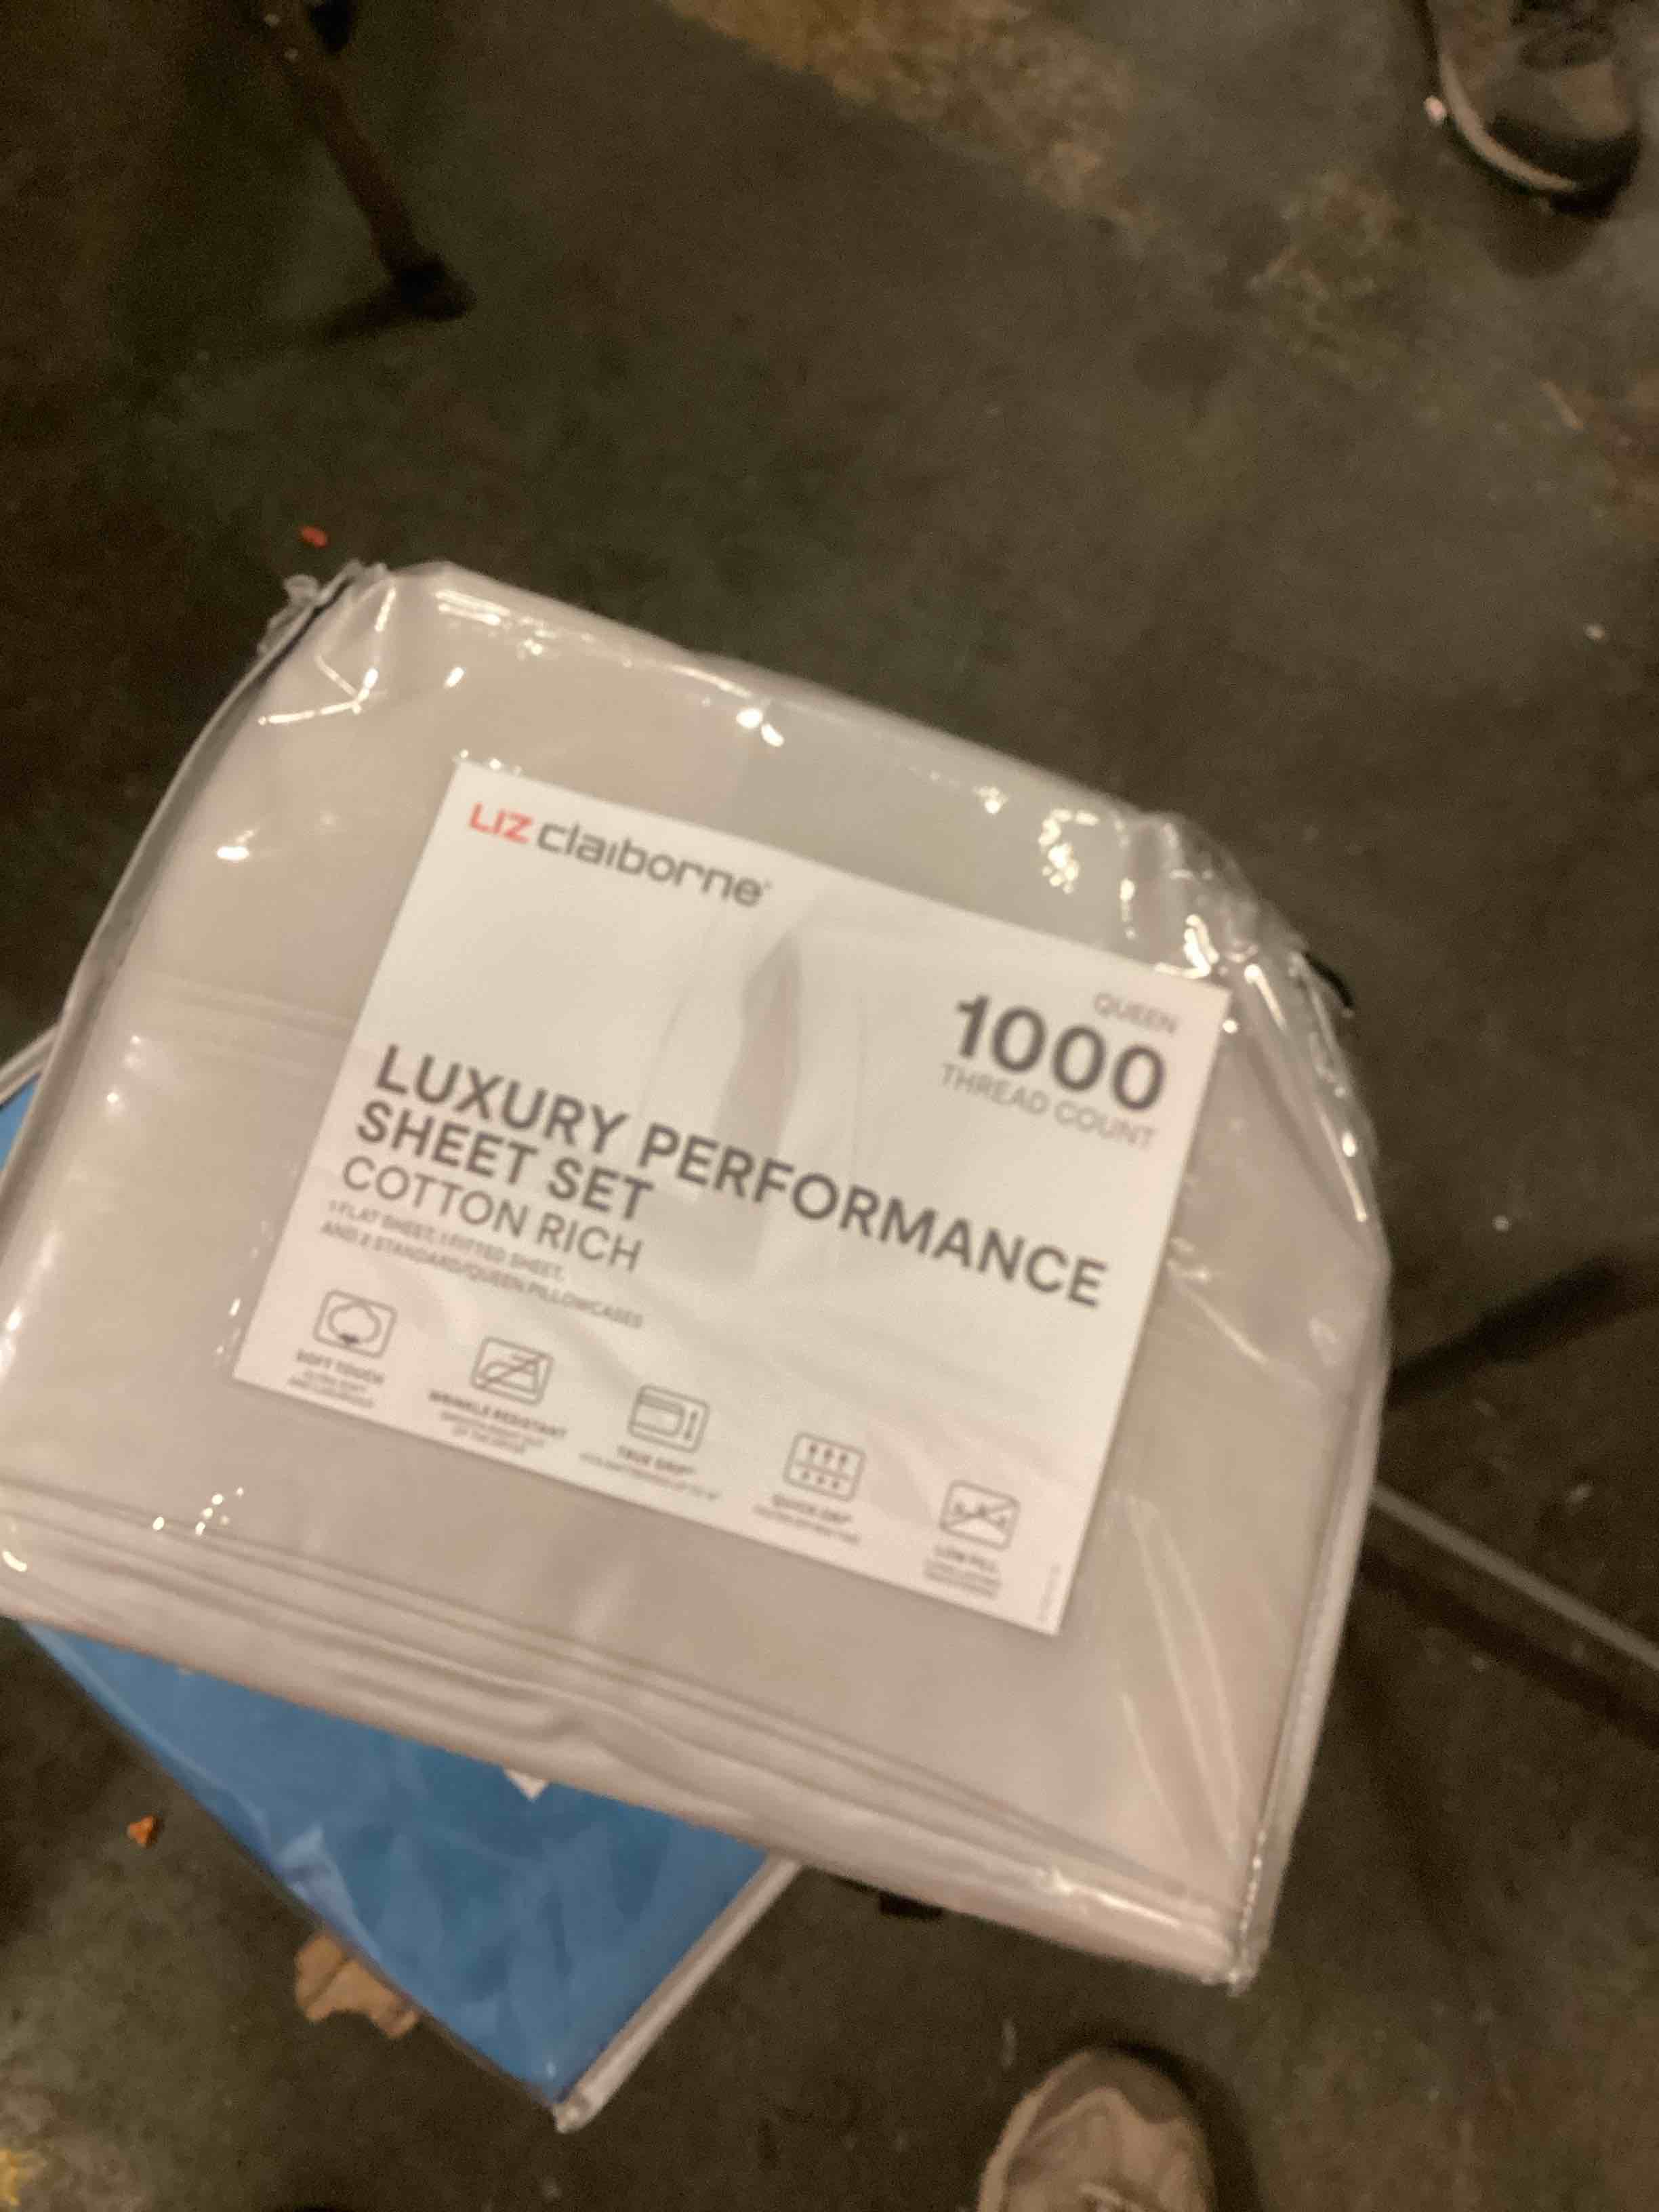 LIZ claiborne
QUEEN
1000
THREAD COUNT
LUXURY PERFORMANCE
SHEET SET
COTTON RICH
1 FLAT SHEET, 1 FITTED SHEET,
AND 2 STANDARD/QUEEN PILLOWCASES
SOFT TOUCH
WRINKLE RESISTANT
TRUE GRIP
QUICK DRY
LOW PILL